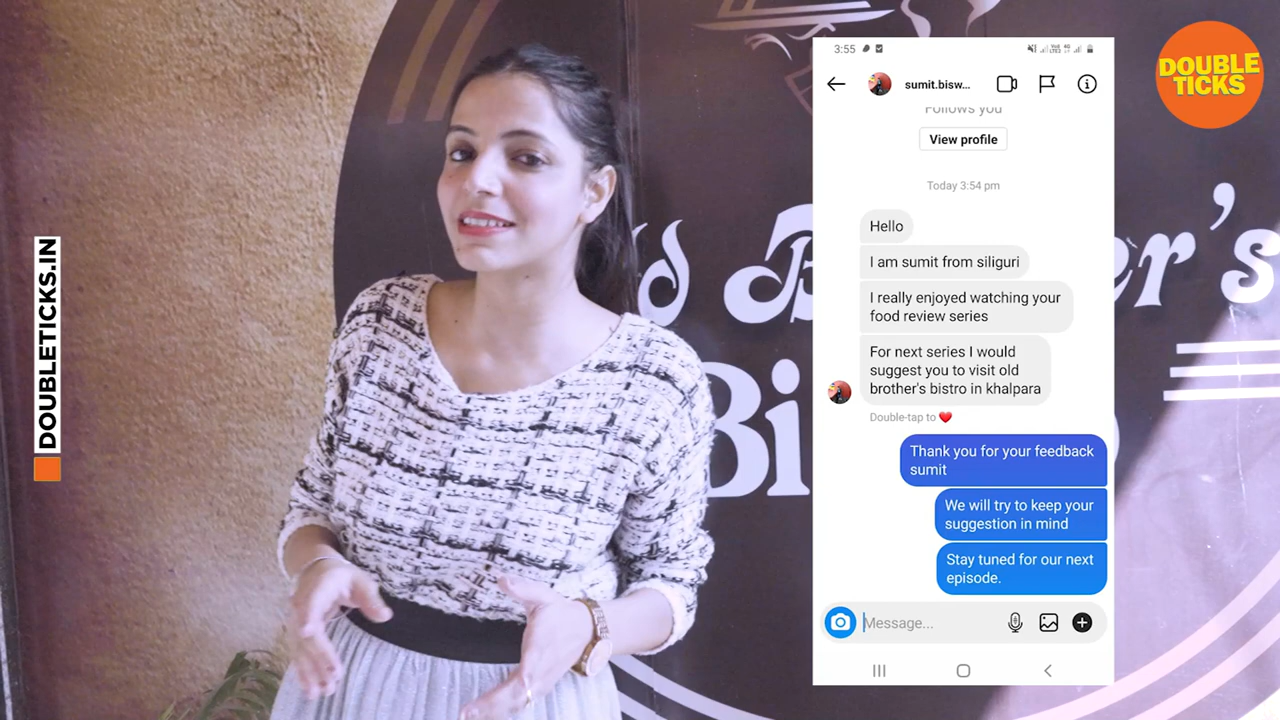 DOUBLETICKS.IN
d B er's
Bi
DOUBLE
TICKS
3:55
sumit.bisw...
Follows you
View profile
Today 3:54 pm
Hello
I am sumit from siliguri
I really enjoyed watching your
food review series
For next series I would
suggest you to visit old
brother's bistro in khalpara
Double-tap to ❤️
Thank you for your feedback
sumit
We will try to keep your
suggestion in mind
Stay tuned for our next
episode.
Message...